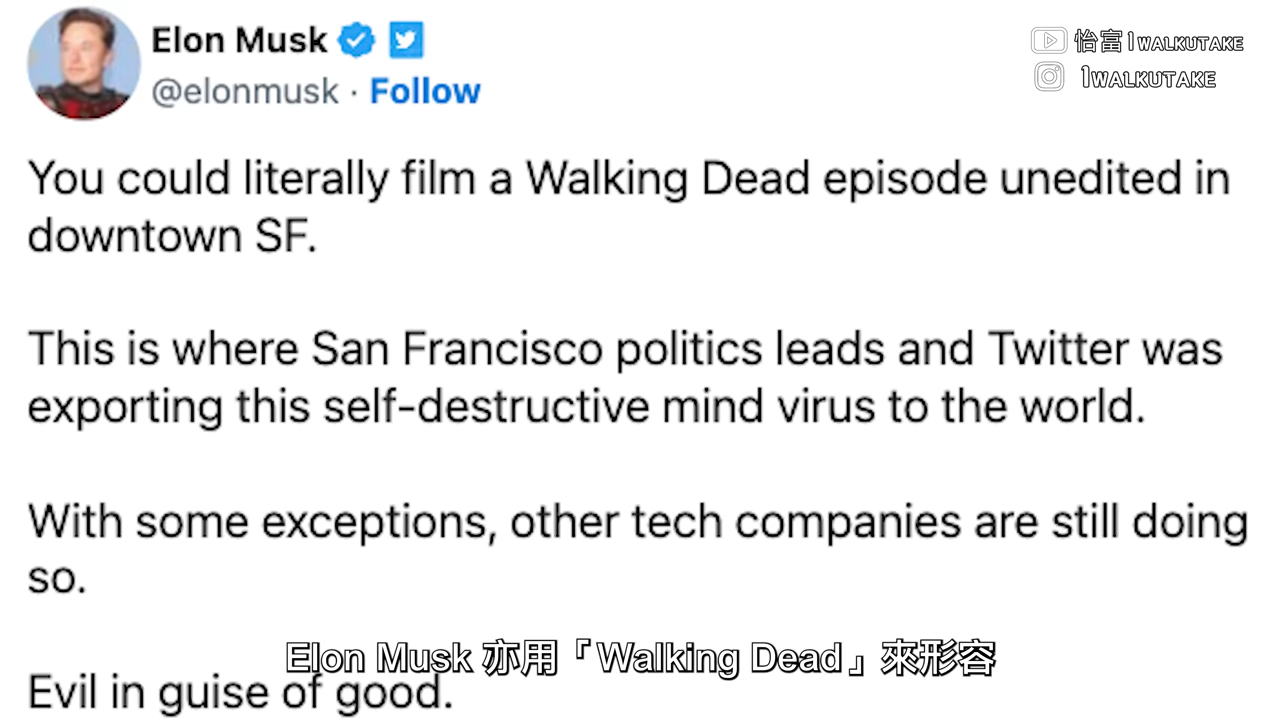 Elon Musk
@elonmusk · Follow
怡富1WALKUTAKE
1WALKUTAKE
You could literally film a Walking Dead episode unedited in
downtown SF.
This is where San Francisco politics leads and Twitter was
exporting this self-destructive mind virus to the world.
With some exceptions, other tech companies are still doing
so.
Elon Musk 亦用「Walking Dead」來形容
Evil in guise of good.